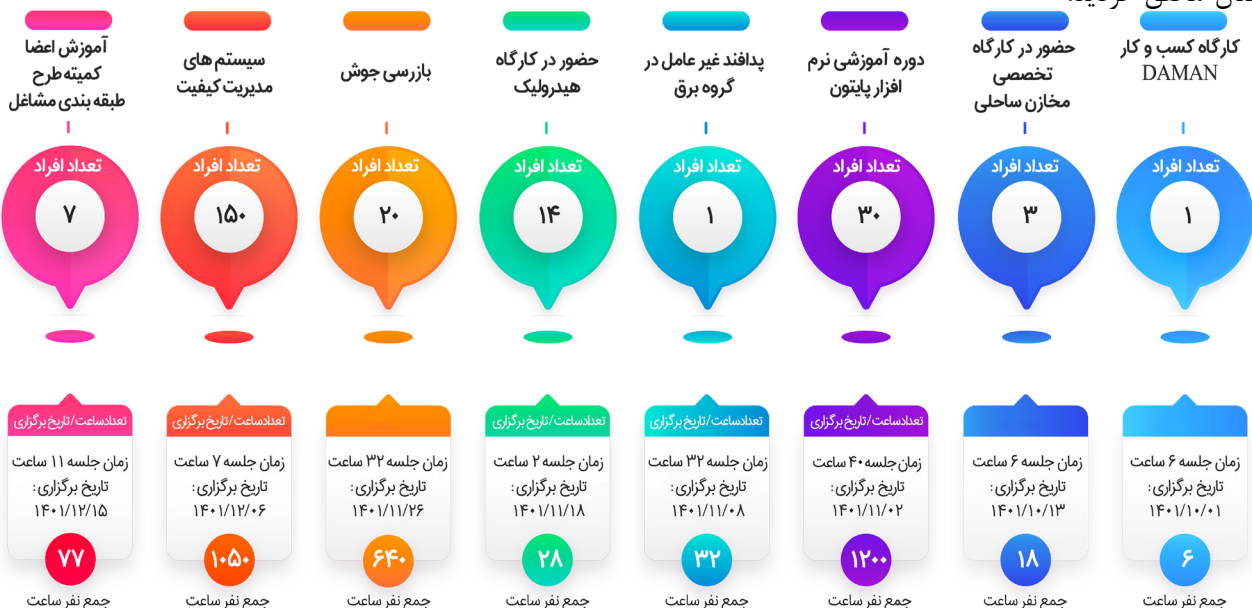 کارگاه کسب و کار
DAMAN
تعداد افراد
۱
زمان جلسه ۶ ساعت
تاریخ برگزاری:
۱۴۰۱/۱۰/۰۱
۶
جمع نفر ساعت
حضور در کارگاه
تخصصی
مخازن ساحلی
تعداد افراد
۳
زمان جلسه ۶ ساعت
تاریخ برگزاری:
۱۴۰۱/۱۰/۱۳
۱۸
جمع نفر ساعت
دوره آموزشی نرم
افزار پایتون
تعداد افراد
۳۰
تعدادساعت/تاریخ برگزاری
زمان جلسه۴۰ ساعت
تاریخ برگزاری:
۱۴۰۱/۱۱/۰۲
۱۲۰۰
جمع نفر ساعت
پدافند غیر عامل در
گروه برق
تعداد افراد
۱
تعدادساعت/تاریخ برگزاری
زمان جلسه ۳۲ ساعت
تاریخ برگزاری:
۱۴۰۱/۱۱/۰۸
۳۲
جمع نفر ساعت
حضور در کارگاه
هیدرولیک
تعداد افراد
۱۴
تعدادساعت/تاریخ برگزاری
زمان جلسه ۲ ساعت
تاریخ برگزاری:
۱۴۰۱/۱۱/۱۸
۲۸
جمع نفر ساعت
بازرسی جوش
تعداد افراد
۲۰
زمان جلسه ۳۲ ساعت
تاریخ برگزاری:
۱۴۰۱/۱۱/۲۶
۶۴۰
جمع نفر ساعت
سیستم های
مدیریت کیفیت
تعداد افراد
۱۵۰
تعدادساعت/تاریخ برگزاری
زمان جلسه ۷ ساعت
تاریخ برگزاری:
۱۴۰۱/۱۲/۰۶
۱۰۵۰
جمع نفر ساعت
آموزش اعضا
کمیته طرح
طبقه بندی مشاغل
تعداد افراد
۷
تعدادساعت/تاریخ برگزاری
زمان جلسه ۱۱ ساعت
تاریخ برگزاری:
۱۴۰۱/۱۲/۱۵
۷۷
جمع نفر ساعت